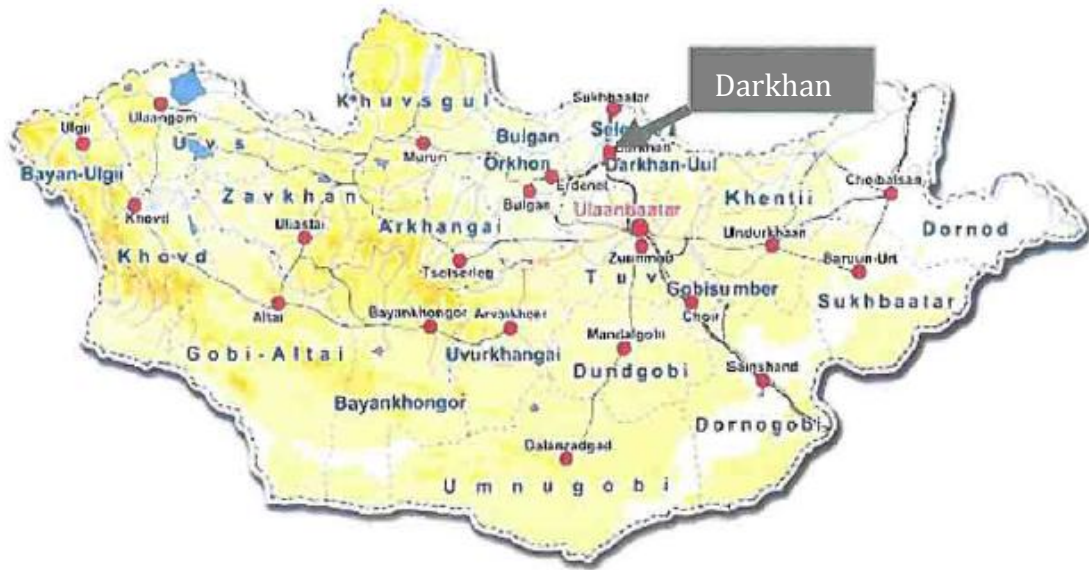 Darkhan
Sukhbaatar
Khuvsgul
Ulaangom
Selenge
Ulgii
Uvs
Murun
Bulgan
Darkhan
Orkhon
Darkhan-Uul
Bayan-Ulgii
Zavkhan
Erdenet
Bulgan
Khentii
Choibalsan
Khovd
Uliastai
Arkhangai
Ulaanbaatar
Undurkhaan
Dornod
Khovd
Tsetserleg
Zuunmod
Tuv
Baruun-Urt
Altai
Bayankhongor
Arvaikheer
Gobisumber
Choir
Sukhbaatar
Gobi-Altai
Uvurkhangai
Mandalgobi
Dundgobi
Sainshand
Bayankhongor
Dornogobi
Dalanzadgad
Umnugobi